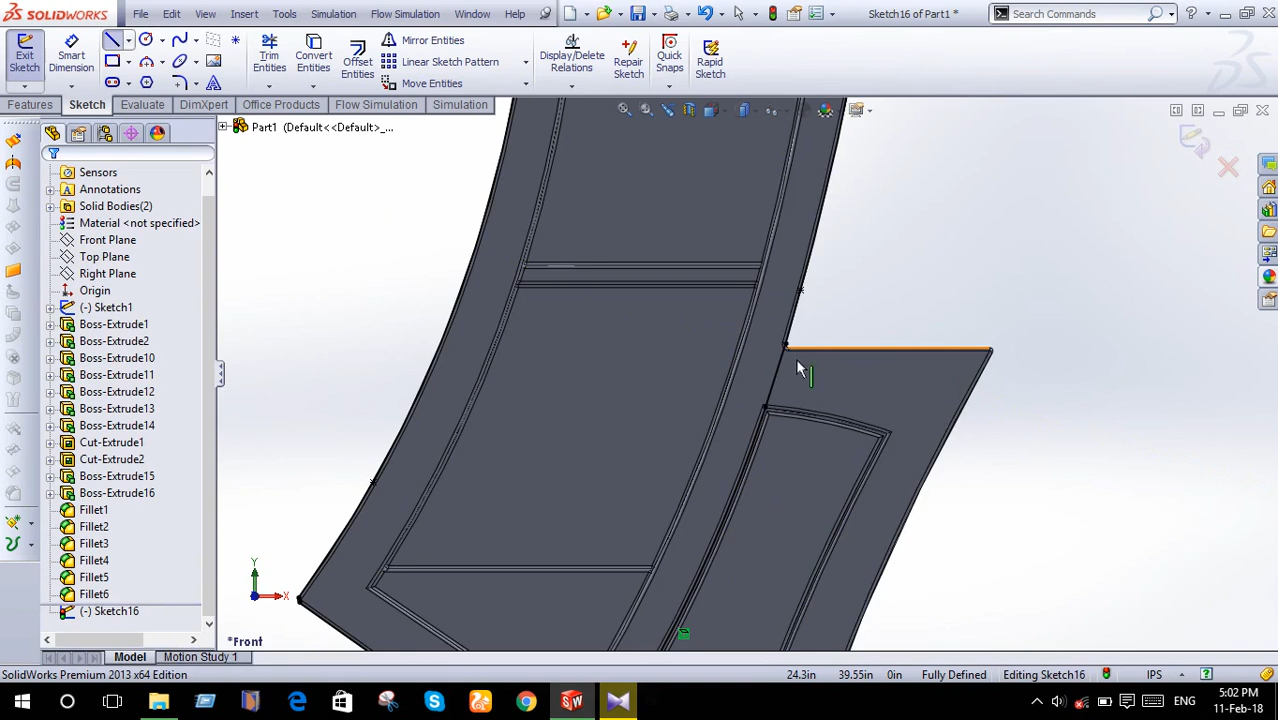 SOLIDWORKS File Edit View Insert Tools Simulation Flow Simulation Window Help Sketch16 of Part1 * Search Commands
Exit Sketch Smart Dimension Trim Entities Convert Entities Offset Entities Mirror Entities Linear Sketch Pattern Move Entities Display/Delete Relations Repair Sketch Quick Snaps Rapid Sketch
Features Sketch Evaluate DimXpert Office Products Flow Simulation Simulation
Part1 (Default<<Default>_...
Sensors
Annotations
Solid Bodies(2)
Material <not specified>
Front Plane
Top Plane
Right Plane
Origin
(-) Sketch1
Boss-Extrude1
Boss-Extrude2
Boss-Extrude10
Boss-Extrude11
Boss-Extrude12
Boss-Extrude13
Boss-Extrude14
Cut-Extrude1
Cut-Extrude2
Boss-Extrude15
Boss-Extrude16
Fillet1
Fillet2
Fillet3
Fillet4
Fillet5
Fillet6
(-) Sketch16
Y
X
*Front
Model Motion Study 1
SolidWorks Premium 2013 x64 Edition 24.3in 39.55in 0in Fully Defined Editing Sketch16 IPS
ENG 5:02 PM
11-Feb-18